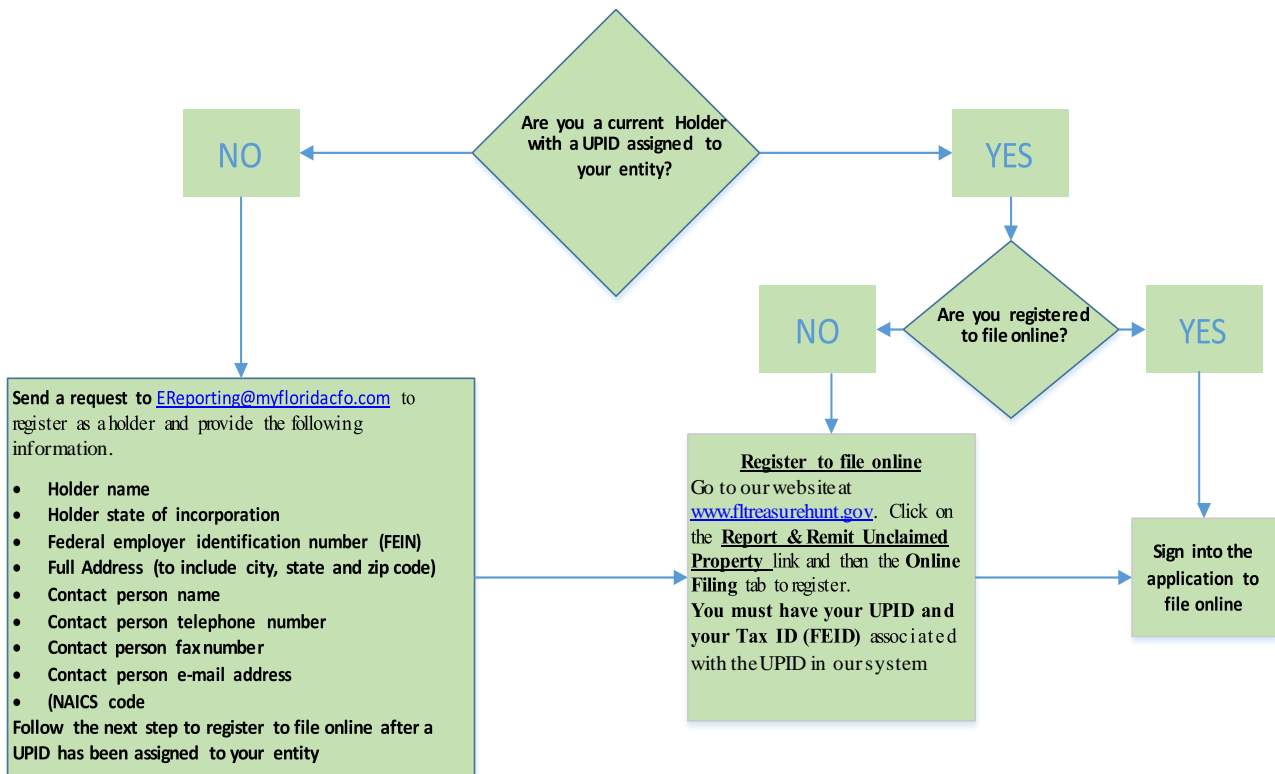 Are you a current Holder
with a UPID assigned to
your entity?
NO
YES
Are you registered
to file online?
NO
YES
Send a request to EReporting@myfloridacfo.com to
register as a holder and provide the following
information.
• Holder name
• Holder state of incorporation
• Federal employer identification number (FEIN)
• Full Address (to include city, state and zip code)
• Contact person name
• Contact person telephone number
• Contact person fax number
• Contact person e-mail address
• (NAICS code
Follow the next step to register to file online after a
UPID has been assigned to your entity
Register to file online
Go to our website at
www.fltreasurehunt.gov. Click on
the Report & Remit Unclaimed
Property link and then the Online
Filing tab to register.
You must have your UPID and
your Tax ID (FEID) associated
with the UPID in our system
Sign into the
application to
file online